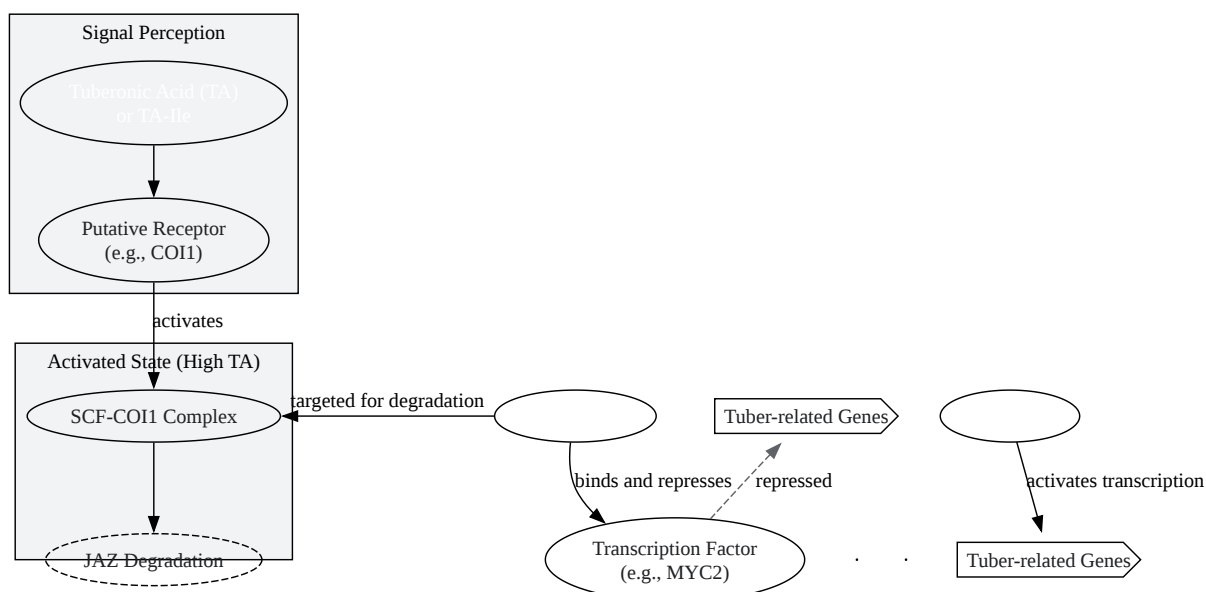 Signal Perception
Tuberonic Acid (TA)
or TA-Ile
Putative Receptor
(e.g., COI1)
activates
Activated State (High TA)
SCF-COI1 Complex
targeted for degradation
JAZ Degradation
Tuber-related Genes
binds and represses
repressed
Transcription Factor
(e.g., MYC2)
activates transcription
Tuber-related Genes